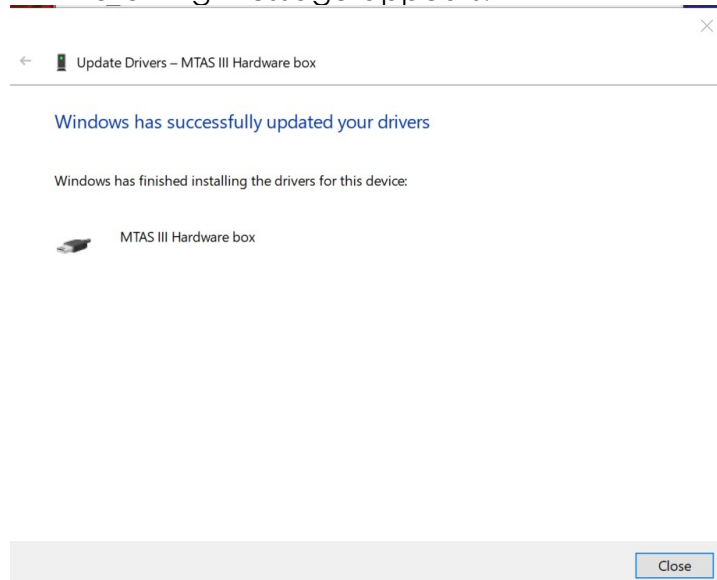 Update Drivers – MTAS III Hardware box
Windows has successfully updated your drivers
Windows has finished installing the drivers for this device:
MTAS III Hardware box
Close